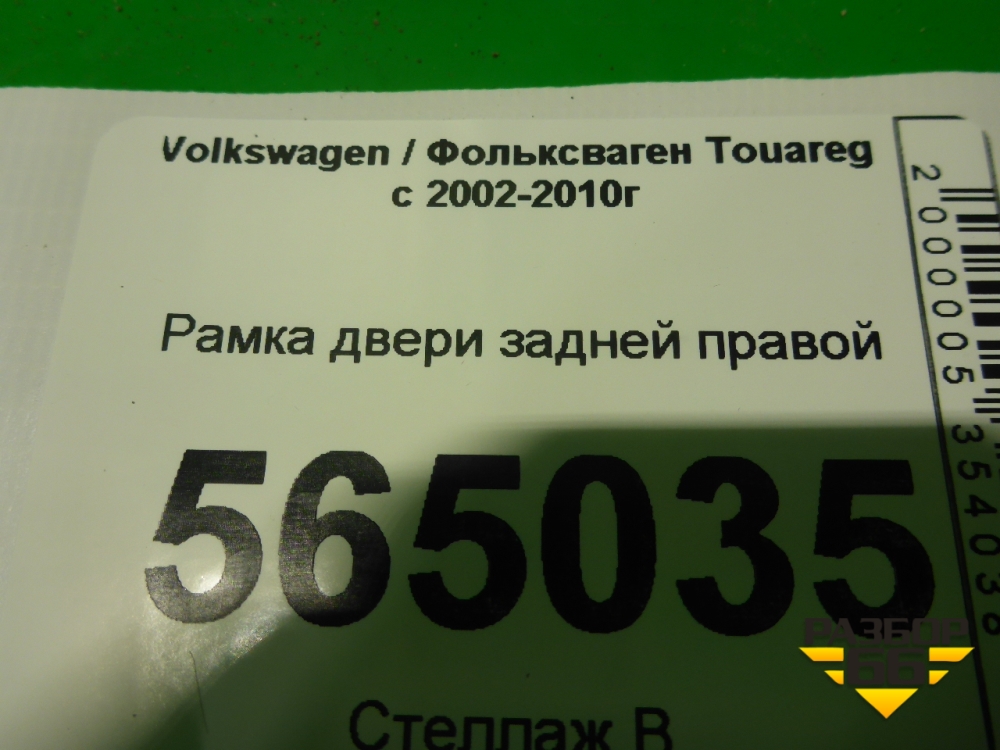 Volkswagen / Фольксваген Touareg
с 2002-2010г
Рамка двери задней правой
565035
Стеллаж В
2000005354038
РАЗБОР
66